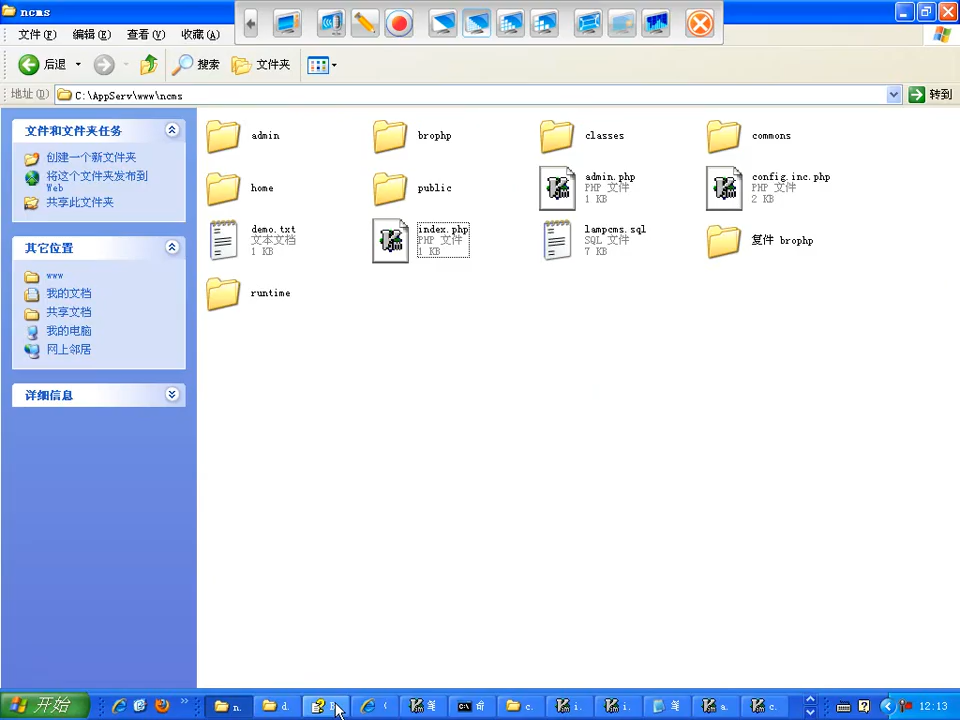 ncms
文件(F) 编辑(E) 查看(V) 收藏(A)
后退 搜索 文件夹
地址(D) C:\AppServ\www\ncms 转到
文件和文件夹任务
创建一个新文件夹
将这个文件夹发布到
Web
共享此文件夹
其它位置
www
我的文档
共享文档
我的电脑
网上邻居
详细信息
admin
brophp
classes
commons
home
public
admin.php
PHP 文件
1 KB
config.inc.php
PHP 文件
2 KB
demo.txt
文本文档
1 KB
index.php
PHP 文件
1 KB
lampcms.sql
SQL 文件
7 KB
复件 brophp
runtime
开始 n. d. 笔 命 c. i. i. 笔 a. c. 12:13